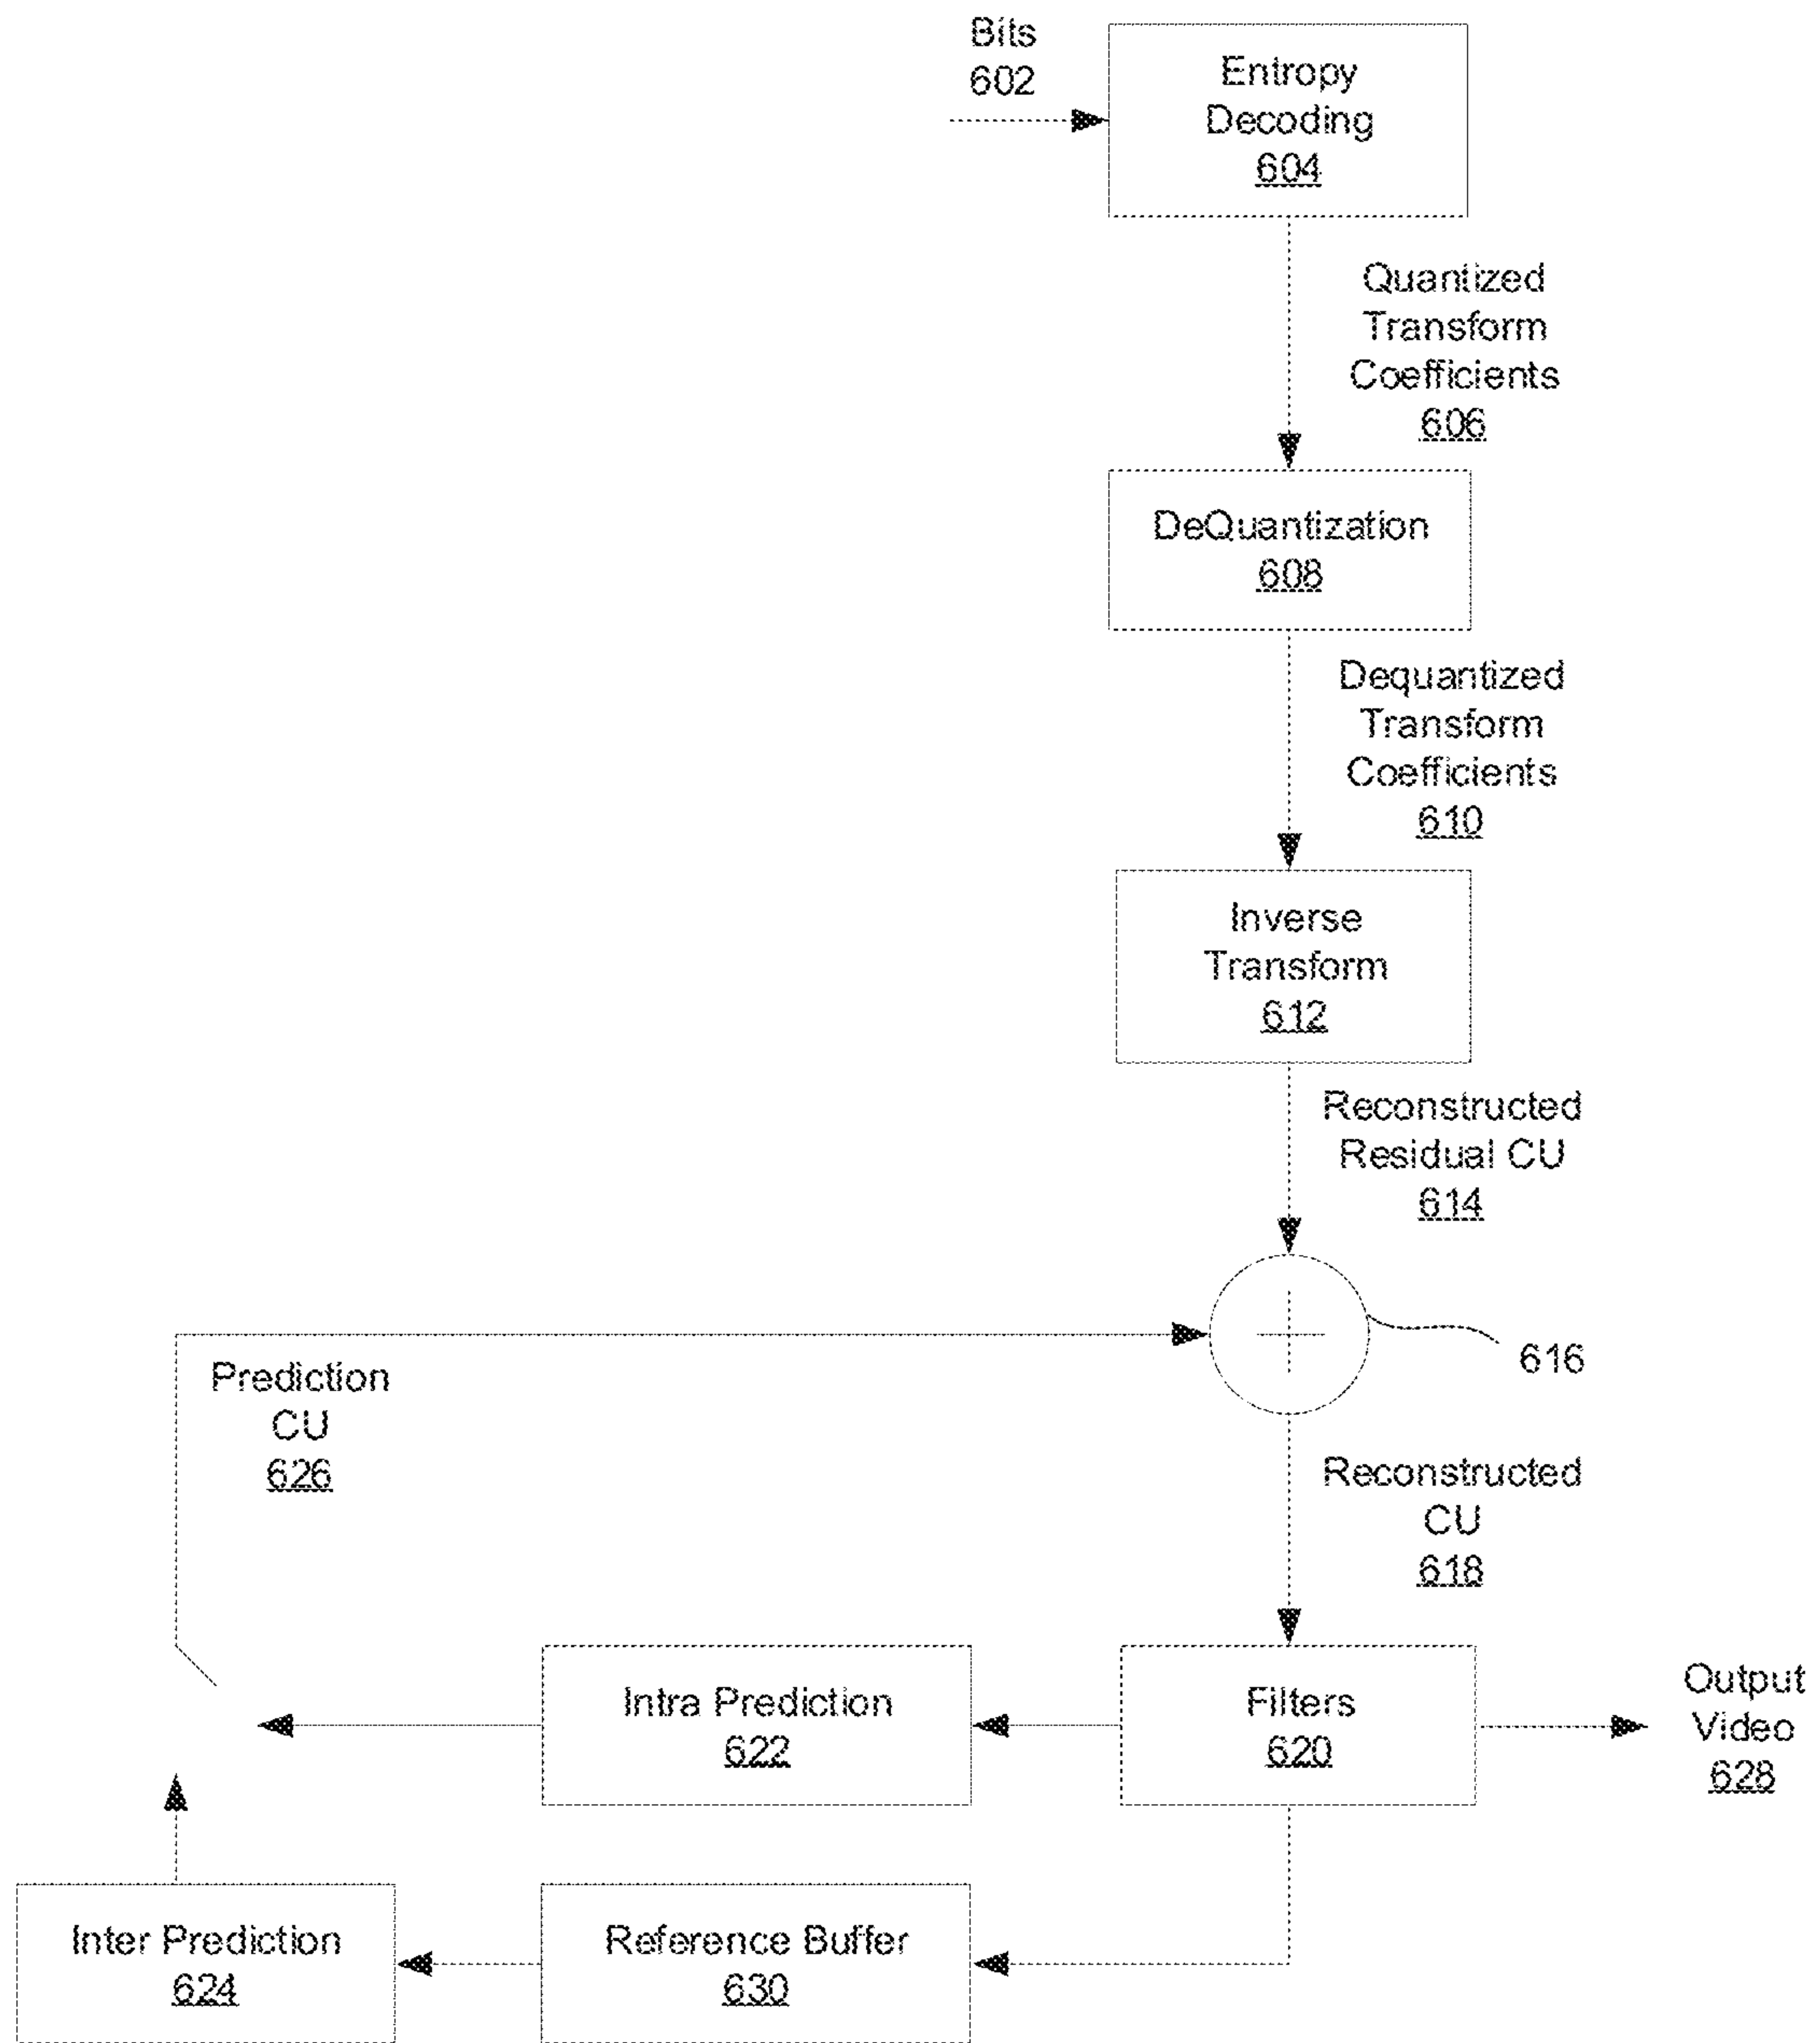 Bits
602
Entropy
Decoding
604
Quantized
Transform
Coefficients
606
DeQuantization
608
Dequantized
Transform
Coefficients
610
Inverse
Transform
612
Reconstructed
Residual CU
614
616
Prediction
CU
626
Reconstructed
CU
618
Intra Prediction
622
Filters
620
Output
Video
628
Inter Prediction
624
Reference Buffer
630